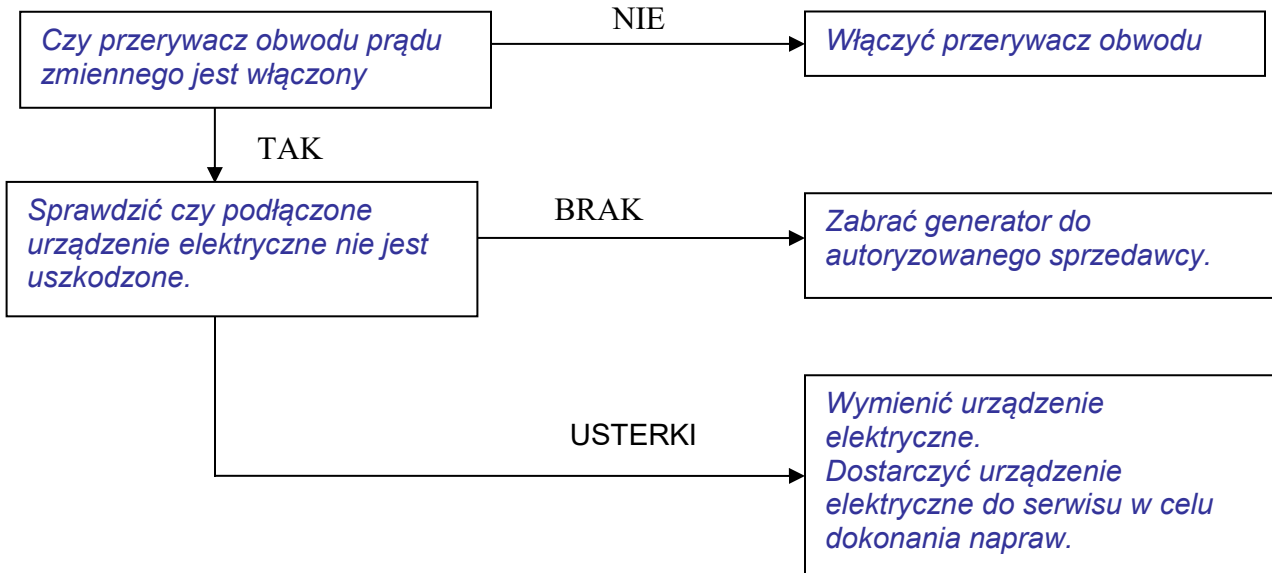 NIE
Czy przerywacz obwodu prądu
zmiennego jest włączony
Włączyć przerywacz obwodu
TAK
Sprawdzić czy podłączone
urządzenie elektryczne nie jest
uszkodzone.
BRAK
Zabrać generator do
autoryzowanego sprzedawcy.
USTERKI
Wymienić urządzenie
elektryczne.
Dostarczyć urządzenie
elektryczne do serwisu w celu
dokonania napraw.